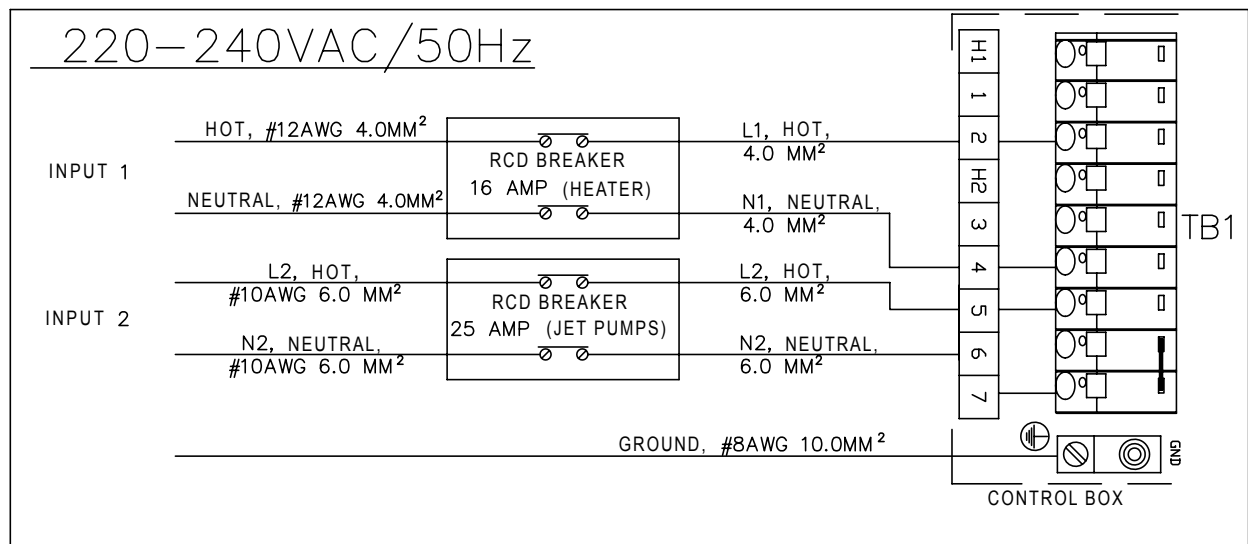 220-240VAC/50Hz
INPUT 1
HOT, #12AWG 4.0MM²
NEUTRAL, #12AWG 4.0MM²
RCD BREAKER
16 AMP (HEATER)
L1, HOT,
4.0 MM²
N1, NEUTRAL,
4.0 MM²
INPUT 2
L2, HOT,
#10AWG 6.0 MM²
N2, NEUTRAL,
#10AWG 6.0 MM²
RCD BREAKER
25 AMP (JET PUMPS)
L2, HOT,
6.0 MM²
N2, NEUTRAL,
6.0 MM²
GROUND, #8AWG 10.0MM²
H1
1
2
H2
3
4
5
6
7
TB1
GND
CONTROL BOX